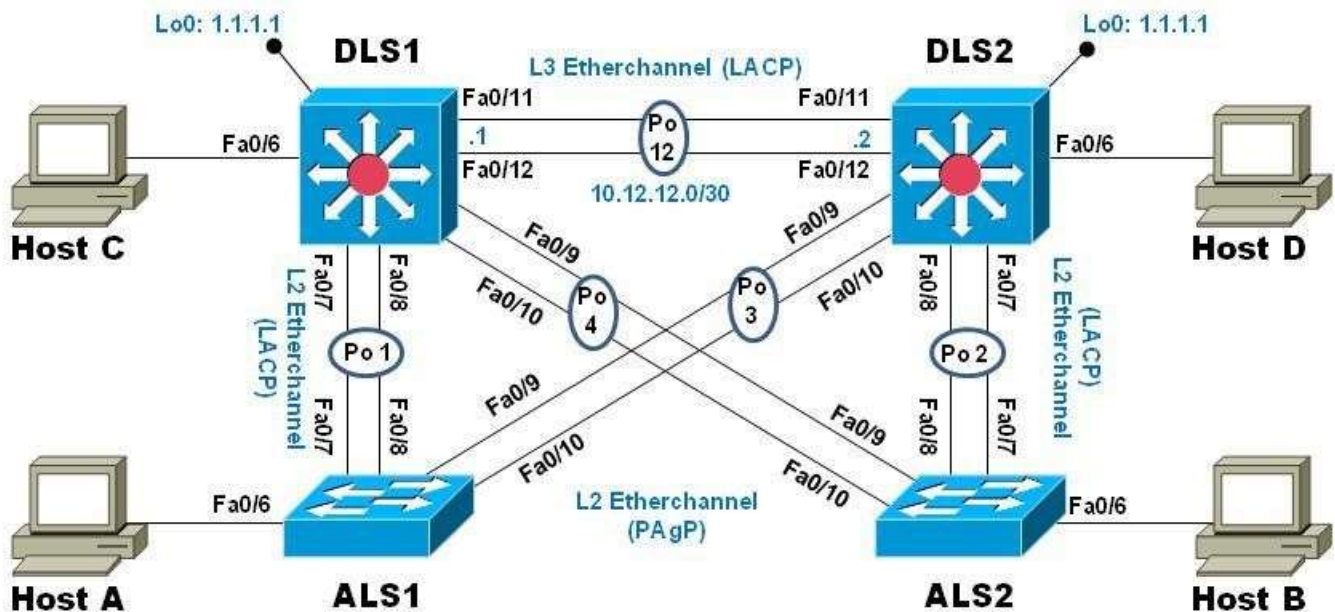 Lo0: 1.1.1.1
Lo0: 1.1.1.1
DLS1
DLS2
L3 Etherchannel (LACP)
Fa0/11
Fa0/11
Fa0/6
.1
Po
12
.2
Fa0/6
Fa0/12
Fa0/12
10.12.12.0/30
Host C
Host D
Fa0/9
Fa0/9
Fa0/7
Fa0/8
Fa0/10
Fa0/10
Fa0/8
Fa0/7
L2 Etherchannel
(LACP)
Po
4
Po
3
L2 Etherchannel
(LACP)
Po 1
Po 2
Fa0/7
Fa0/8
Fa0/9
Fa0/10
Fa0/9
Fa0/10
Fa0/8
Fa0/7
L2 Etherchannel
(PAgP)
Fa0/6
Fa0/6
Host A
ALS1
ALS2
Host B